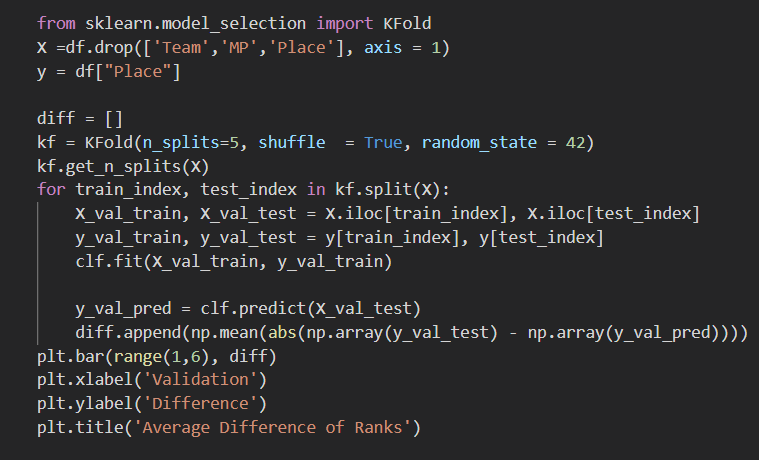 from sklearn.model_selection import KFold
X =df.drop(['Team','MP','Place'], axis = 1)
y = df["Place"]
diff = []
kf = KFold(n_splits=5, shuffle  = True, random_state = 42)
kf.get_n_splits(X)
for train_index, test_index in kf.split(X):
    X_val_train, X_val_test = X.iloc[train_index], X.iloc[test_index]
    y_val_train, y_val_test = y[train_index], y[test_index]
    clf.fit(X_val_train, y_val_train)
    y_val_pred = clf.predict(X_val_test)
    diff.append(np.mean(abs(np.array(y_val_test) - np.array(y_val_pred))))
plt.bar(range(1,6), diff)
plt.xlabel('Validation')
plt.ylabel('Difference')
plt.title('Average Difference of Ranks')